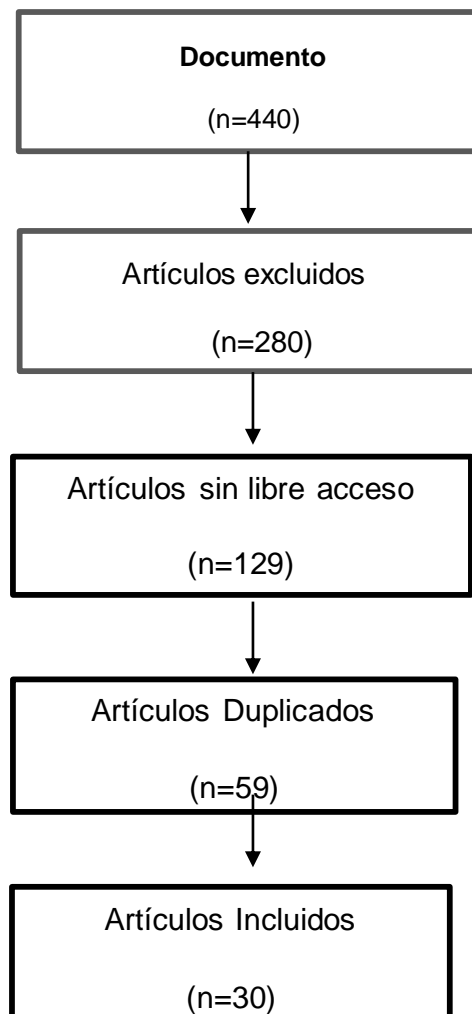 Documento
(n=440)
Artículos excluidos
(n=280)
Artículos sin libre acceso
(n=129)
Artículos Duplicados
(n=59)
Artículos Incluidos
(n=30)